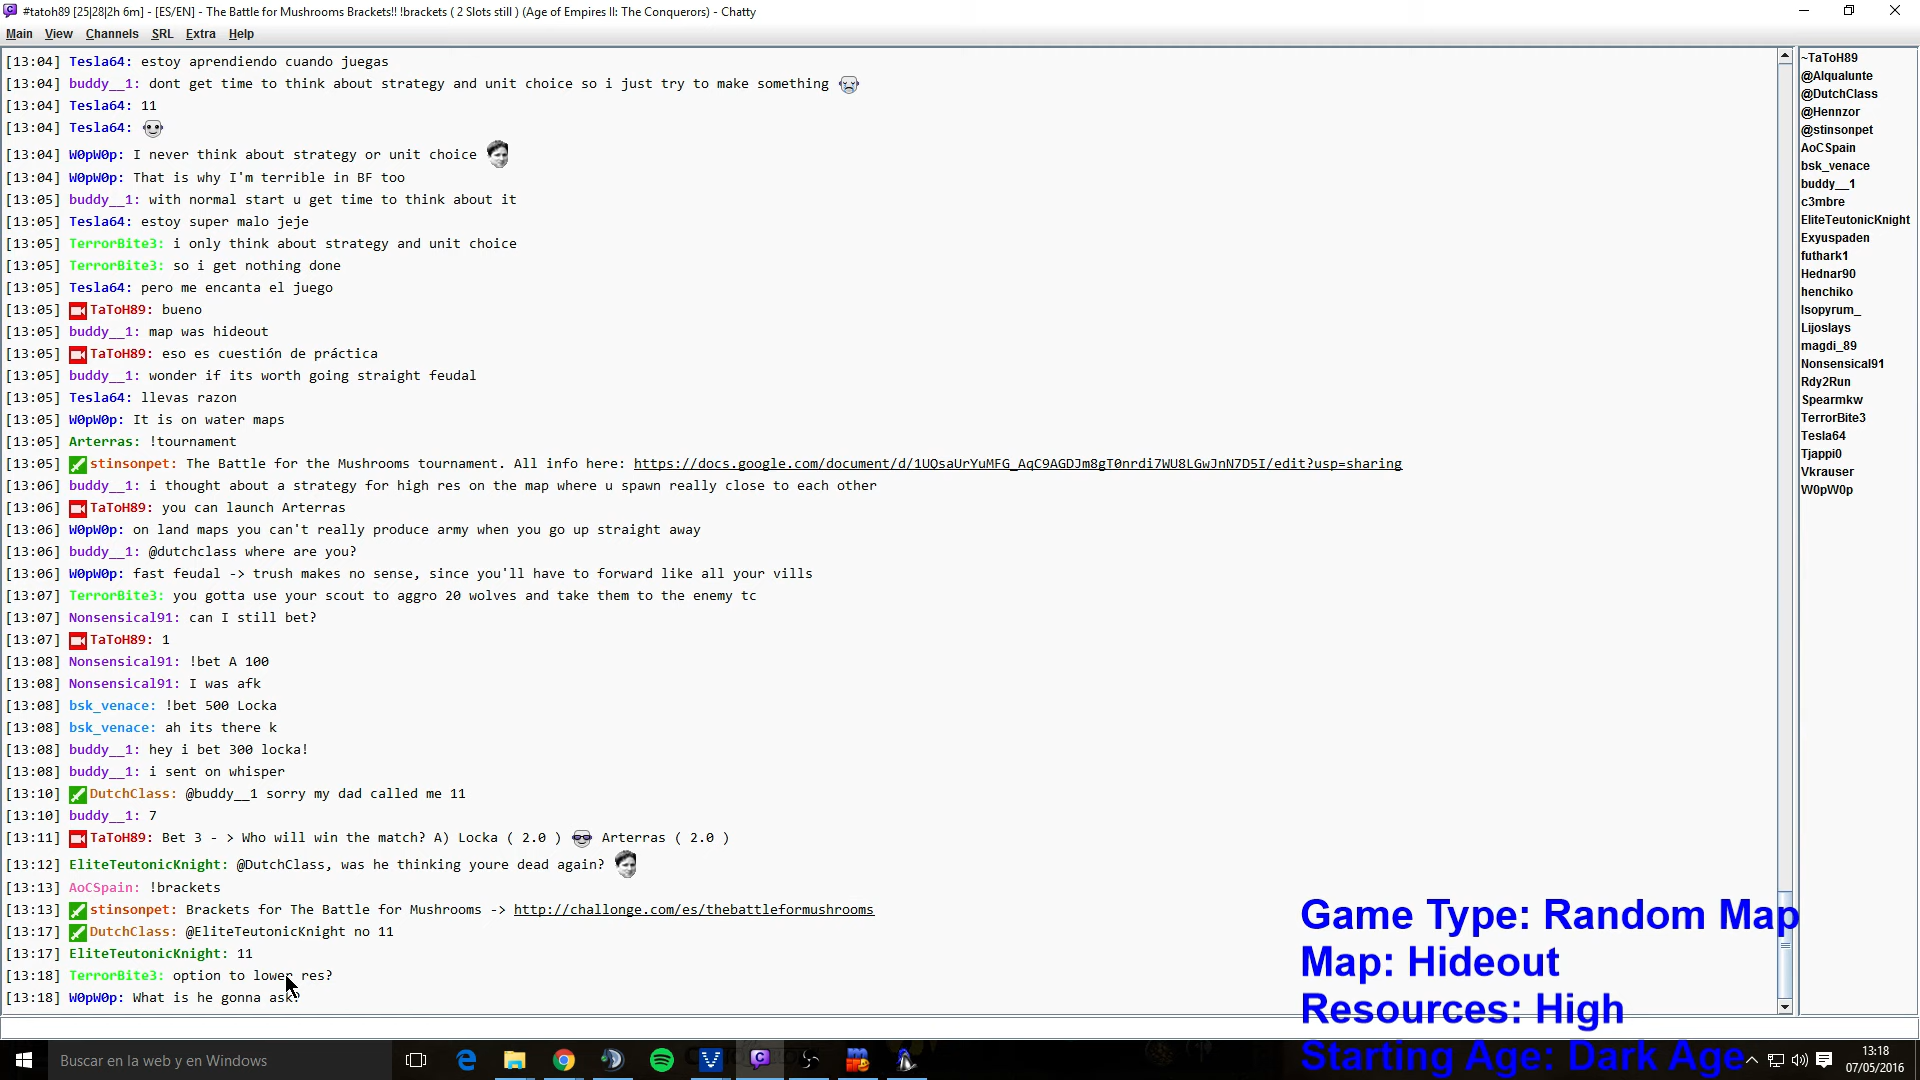 #tatoh89 [25|28|2h 6m] - [ES/EN] - The Battle for Mushrooms Brackets!! !brackets ( 2 Slots still ) (Age of Empires II: The Conquerors) - Chatty
Main View Channels SRL Extra Help
[13:04] Tesla64: estoy aprendiendo cuando juegas
[13:04] buddy__1: dont get time to think about strategy and unit choice so i just try to make something
[13:04] Tesla64: 11
[13:04] Tesla64:
[13:04] W0pW0p: I never think about strategy or unit choice
[13:04] W0pW0p: That is why I'm terrible in BF too
[13:05] buddy__1: with normal start u get time to think about it
[13:05] Tesla64: estoy super malo jeje
[13:05] TerrorBite3: i only think about strategy and unit choice
[13:05] TerrorBite3: so i get nothing done
[13:05] Tesla64: pero me encanta el juego
[13:05] TaToH89: bueno
[13:05] buddy__1: map was hideout
[13:05] TaToH89: eso es cuestión de práctica
[13:05] buddy__1: wonder if its worth going straight feudal
[13:05] Tesla64: llevas razon
[13:05] W0pW0p: It is on water maps
[13:05] Arterras: !tournament
[13:05] stinsonpet: The Battle for the Mushrooms tournament. All info here: https://docs.google.com/document/d/1UQsaUrYuMFG_AqC9AGDJm8gT0nrdi7WU8LGwJnN7D5I/edit?usp=sharing
[13:06] buddy__1: i thought about a strategy for high res on the map where u spawn really close to each other
[13:06] TaToH89: you can launch Arterras
[13:06] W0pW0p: on land maps you can't really produce army when you go up straight away
[13:06] buddy__1: @dutchclass where are you?
[13:06] W0pW0p: fast feudal -> trush makes no sense, since you'll have to forward like all your vills
[13:07] TerrorBite3: you gotta use your scout to aggro 20 wolves and take them to the enemy tc
[13:07] Nonsensical91: can I still bet?
[13:07] TaToH89: 1
[13:08] Nonsensical91: !bet A 100
[13:08] Nonsensical91: I was afk
[13:08] bsk_venace: !bet 500 Locka
[13:08] bsk_venace: ah its there k
[13:08] buddy__1: hey i bet 300 locka!
[13:08] buddy__1: i sent on whisper
[13:10] DutchClass: @buddy__1 sorry my dad called me 11
[13:10] buddy__1: 7
[13:11] TaToH89: Bet 3 - > Who will win the match? A) Locka ( 2.0 ) Arterras ( 2.0 )
[13:12] EliteTeutonicKnight: @DutchClass, was he thinking youre dead again?
[13:13] AoCSpain: !brackets
[13:13] stinsonpet: Brackets for The Battle for Mushrooms -> http://challonge.com/es/thebattleformushrooms
[13:17] DutchClass: @EliteTeutonicKnight no 11
[13:17] EliteTeutonicKnight: 11
[13:18] TerrorBite3: option to lower res?
[13:18] W0pW0p: What is he gonna ask?
~TaToH89
@Alqualunte
@DutchClass
@Hennzor
@stinsonpet
AoCSpain
bsk_venace
buddy__1
c3mbre
EliteTeutonicKnight
Exyuspaden
futhark1
Hednar90
henchiko
Isopyrum_
Lijoslays
magdi_89
Nonsensical91
Rdy2Run
Spearmkw
TerrorBite3
Tesla64
Tjappi0
Vkrauser
W0pW0p
Game Type: Random Map
Map: Hideout
Resources: High
Starting Age: Dark Age
Buscar en la web y en Windows
13:18
07/05/2016